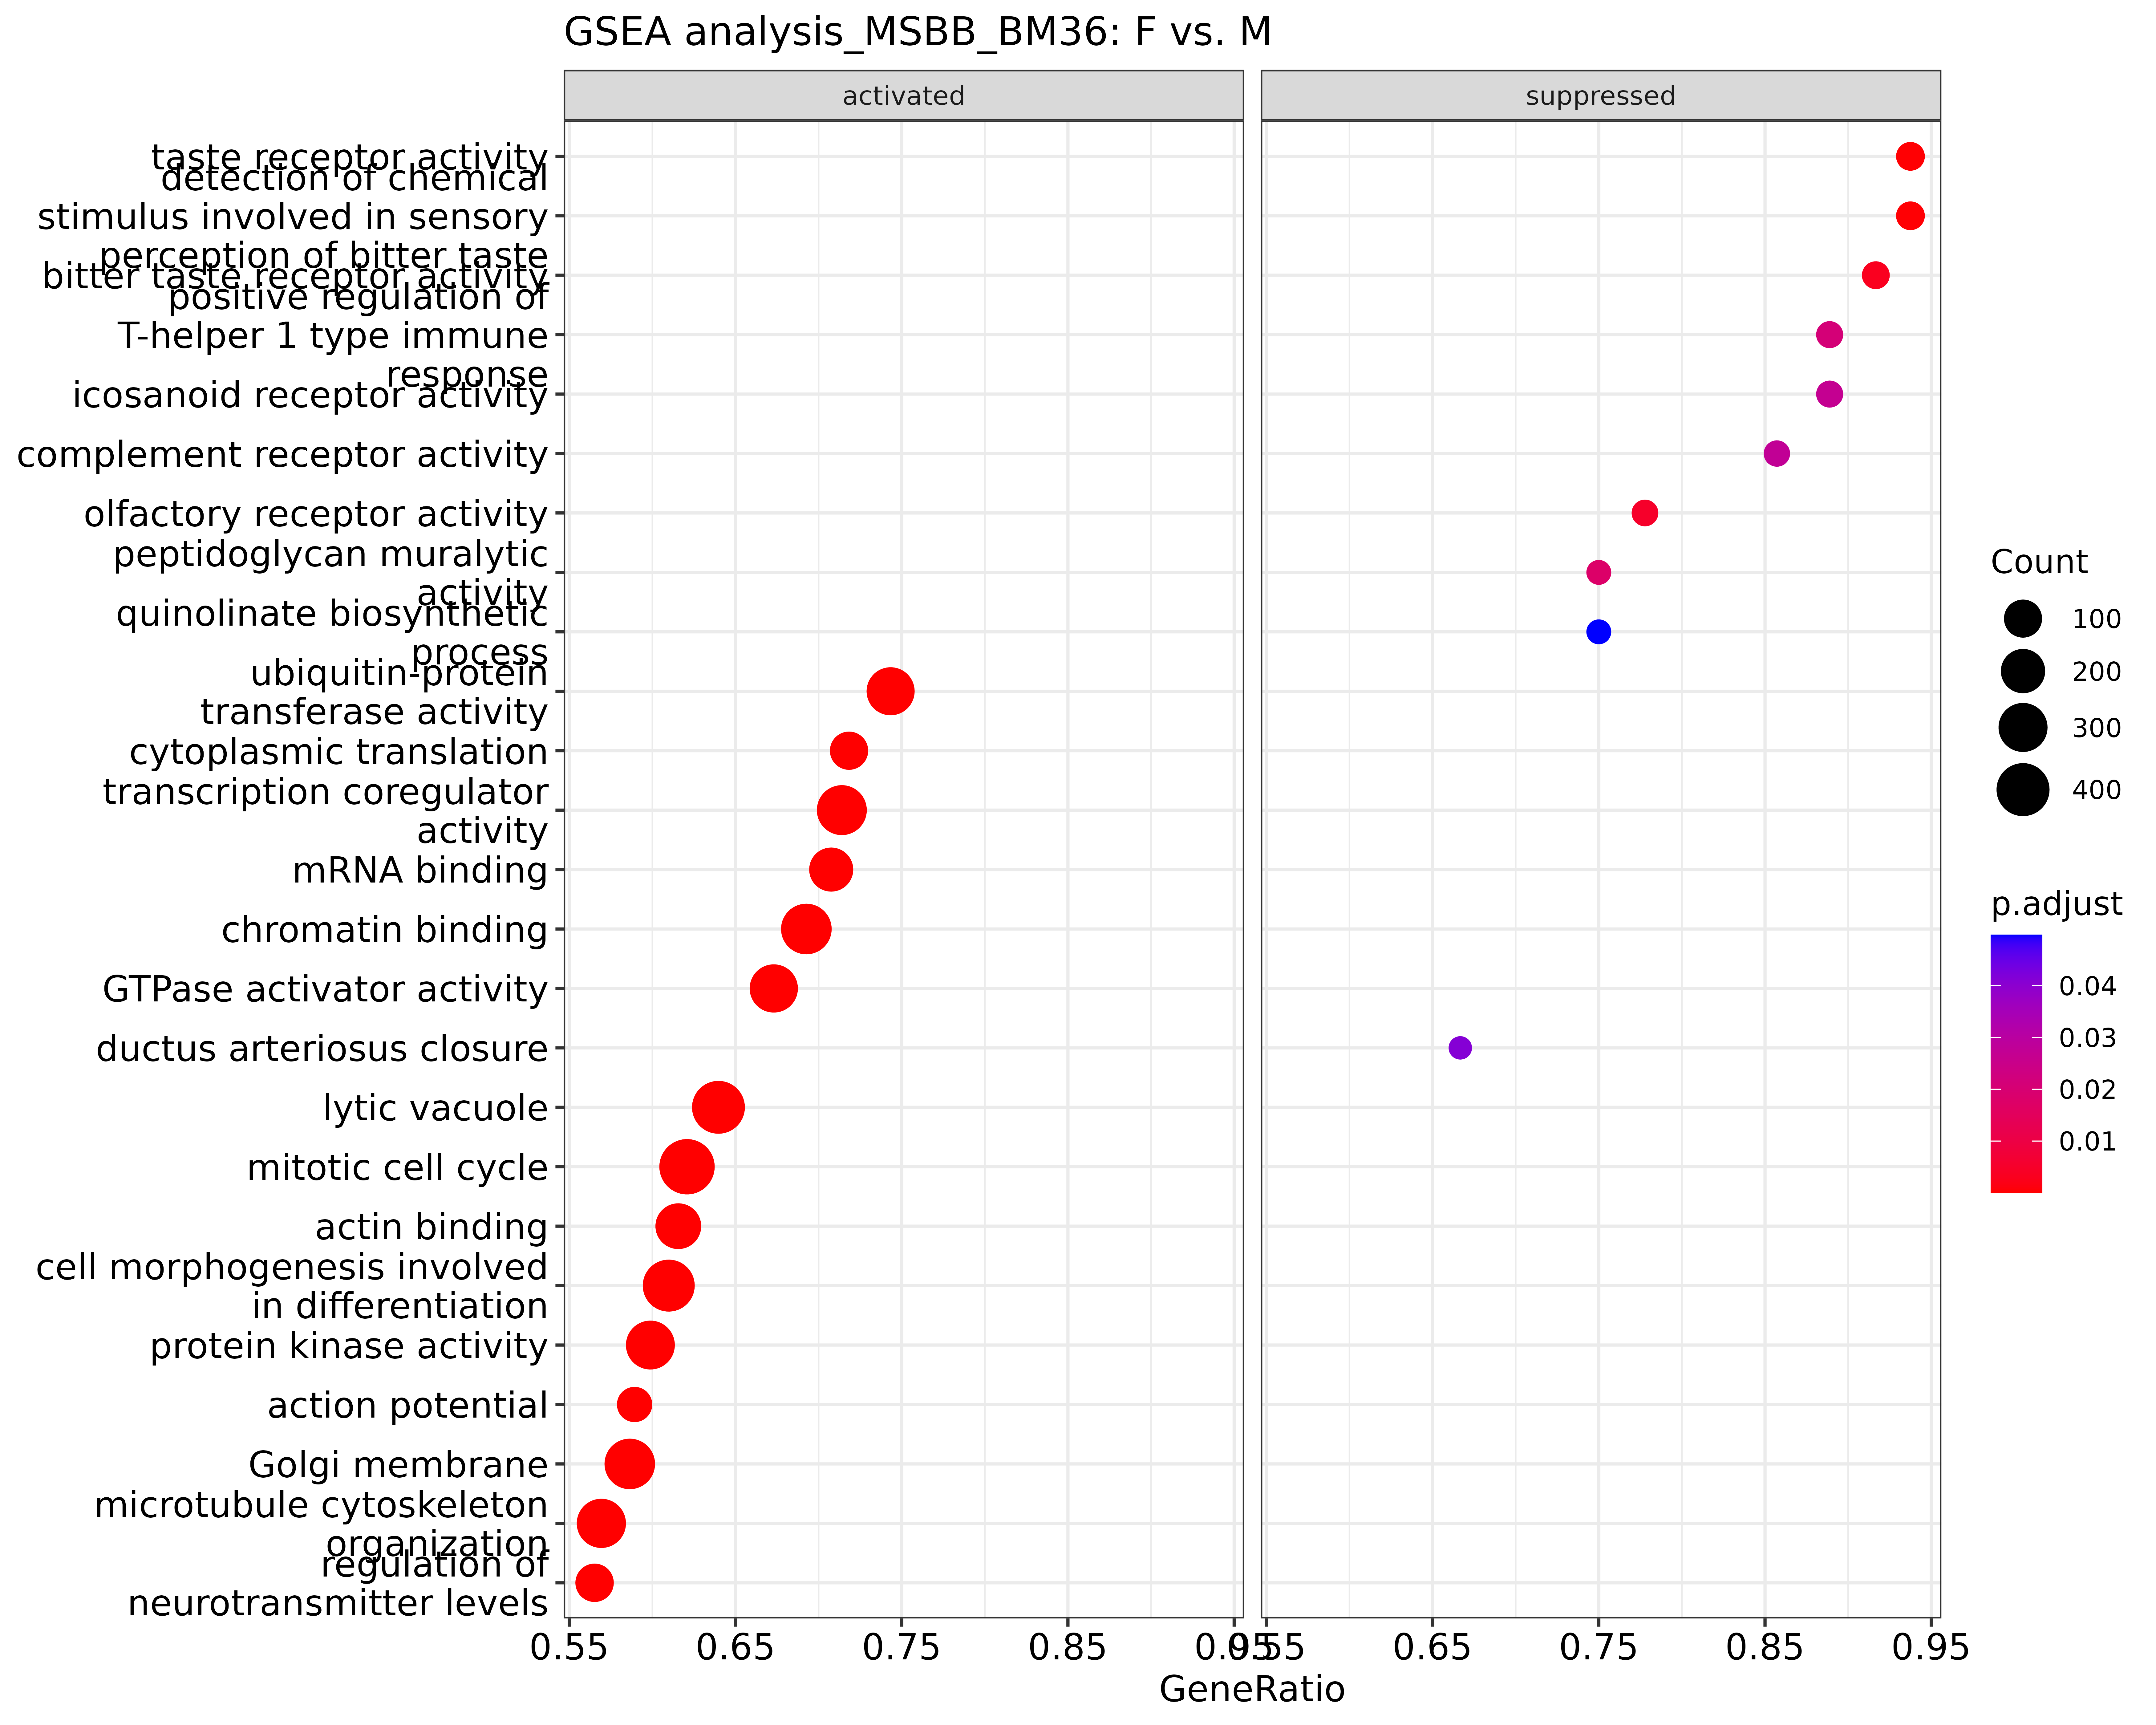 GSEA analysis_MSBB_BM36: F vs. M
activated
suppressed
taste receptor activity
detection of chemical
stimulus involved in sensory
perception of bitter taste
bitter taste receptor activity
positive regulation of
T-helper 1 type immune
response
icosanoid receptor activity
complement receptor activity
olfactory receptor activity
peptidoglycan muralytic
activity
quinolinate biosynthetic
process
ubiquitin-protein
transferase activity
cytoplasmic translation
transcription coregulator
activity
mRNA binding
chromatin binding
GTPase activator activity
ductus arteriosus closure
lytic vacuole
mitotic cell cycle
actin binding
cell morphogenesis involved
in differentiation
protein kinase activity
action potential
Golgi membrane
microtubule cytoskeleton
organization
regulation of
neurotransmitter levels
0.55 0.65 0.75 0.85 0.95
0.55 0.65 0.75 0.85 0.95
GeneRatio
Count
100
200
300
400
p.adjust
0.04
0.03
0.02
0.01